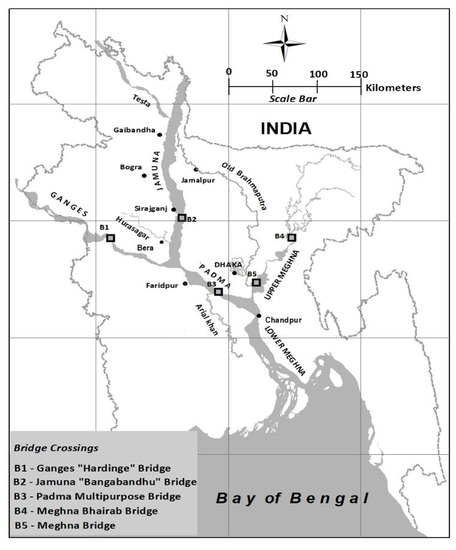 N
0 50 100 150
Kilometers
Scale Bar
Testa
INDIA
Gaibandha
JAMUNA
Bogra
Jamalpur
Old Brahmaputra
GANGES
Sirajganj
B2
Hurasagar
B1
Bera
B4
DHAKA
PADMA
B5
UPPER MEGHNA
Faridpur
B3
Arial khan
Chandpur
LOWER MEGHNA
Bridge Crossings
B1 - Ganges "Hardinge" Bridge
B2 - Jamuna "Bangabandhu" Bridge
B3 - Padma Multipurpose Bridge
B4 - Meghna Bhairab Bridge
B5 - Meghna Bridge
Bay of Bengal